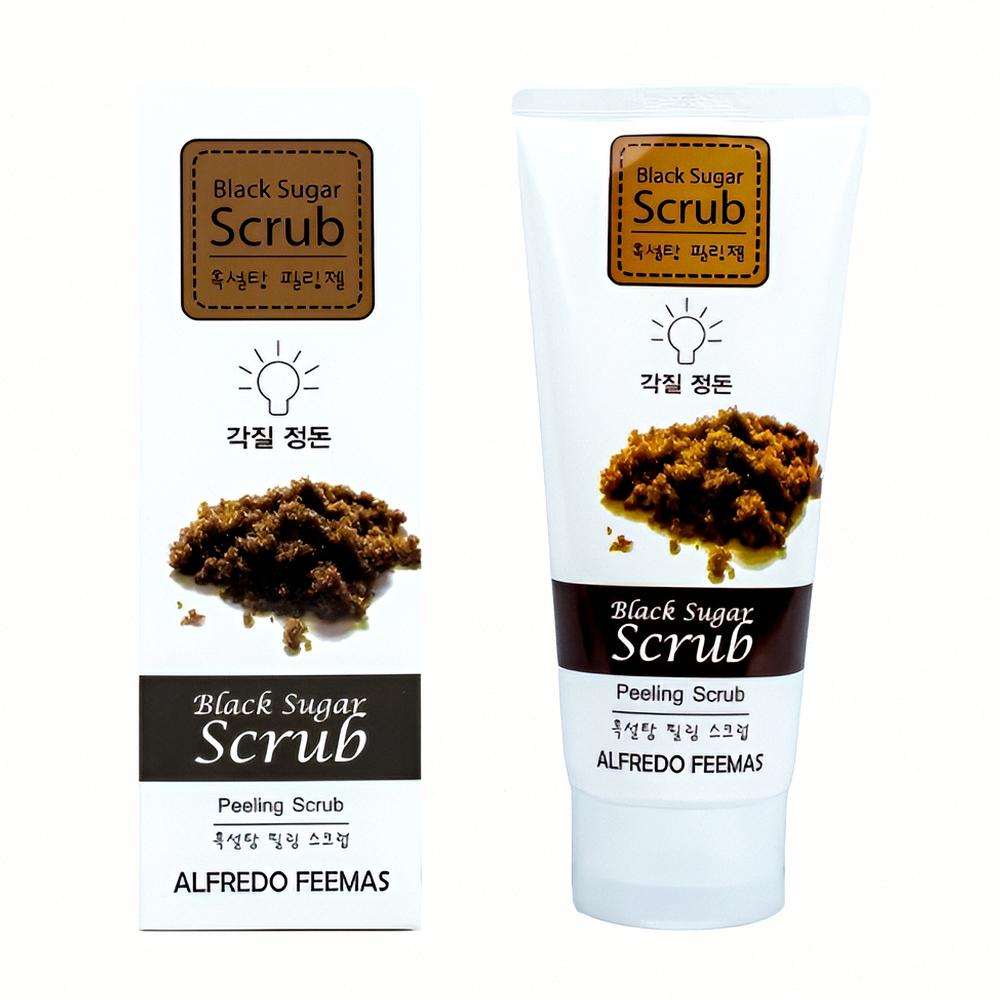 Black Sugar
Scrub
흑설탕 필링젤
각질 정돈
Black Sugar
Scrub
Peeling Scrub
흑설탕 필링 스크럽
ALFREDO FEEMAS
Black Sugar
Scrub
흑설탕 필링젤
각질 정돈
Black Sugar
Scrub
Peeling Scrub
흑설탕 필링 스크럽
ALFREDO FEEMAS